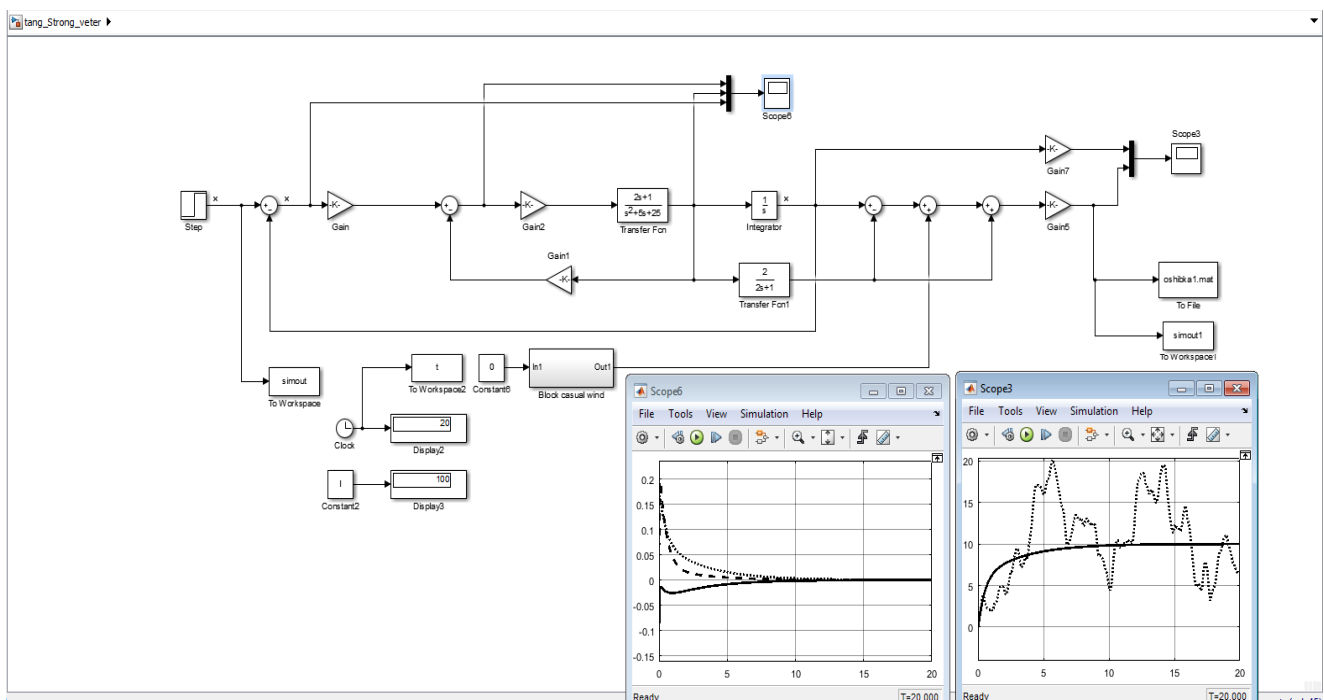 tang_Strong_veter
Scope6
Scope3
-K-
Gain7
Step
x
+
-
x
-K-
Gain
+
-
-K-
Gain2
2s+1
s²+5s+25
Transfer Fcn
1
s
Integrator
x
+
-
+
+
+
+
-K-
Gain5
Gain1
-K-
2
2s+1
Transfer Fcn1
oshibka1.mat
To File
simout1
To Workspace1
simout
To Workspace
t
To Workspace2
0
Constant6
In1
Out1
Block casual wind
Clock
20
Display2
I
Constant2
100
Display3
Scope6
File Tools View Simulation Help
0.2
0.15
0.1
0.05
0
-0.05
-0.1
-0.15
0 5 10 15 20
Ready
T=20.000
Scope3
File Tools View Simulation Help
20
15
10
5
0
0 5 10 15 20
Ready
T=20.000